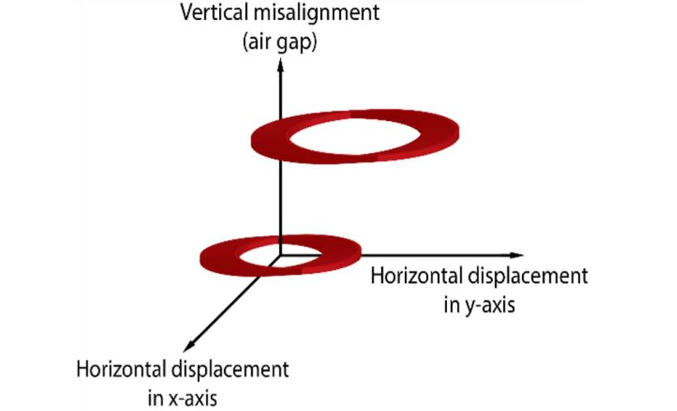 Vertical misalignment
(air gap)
Horizontal displacement
in y-axis
Horizontal displacement
in x-axis